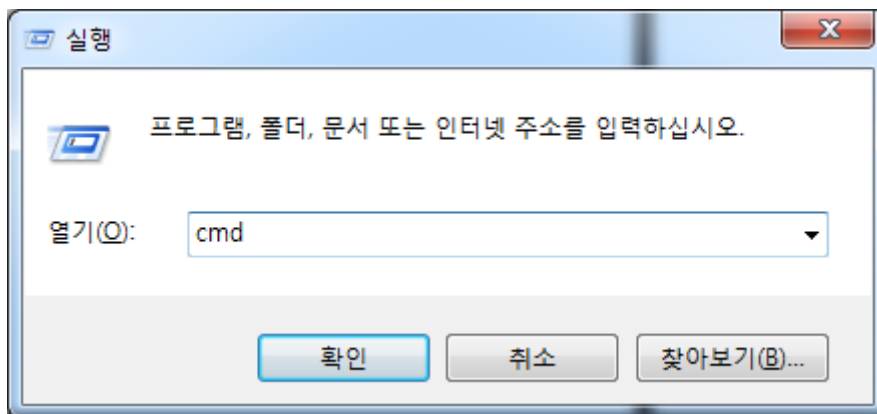 실행
프로그램, 폴더, 문서 또는 인터넷 주소를 입력하십시오.
열기(O): cmd
확인 취소 찾아보기(B)...